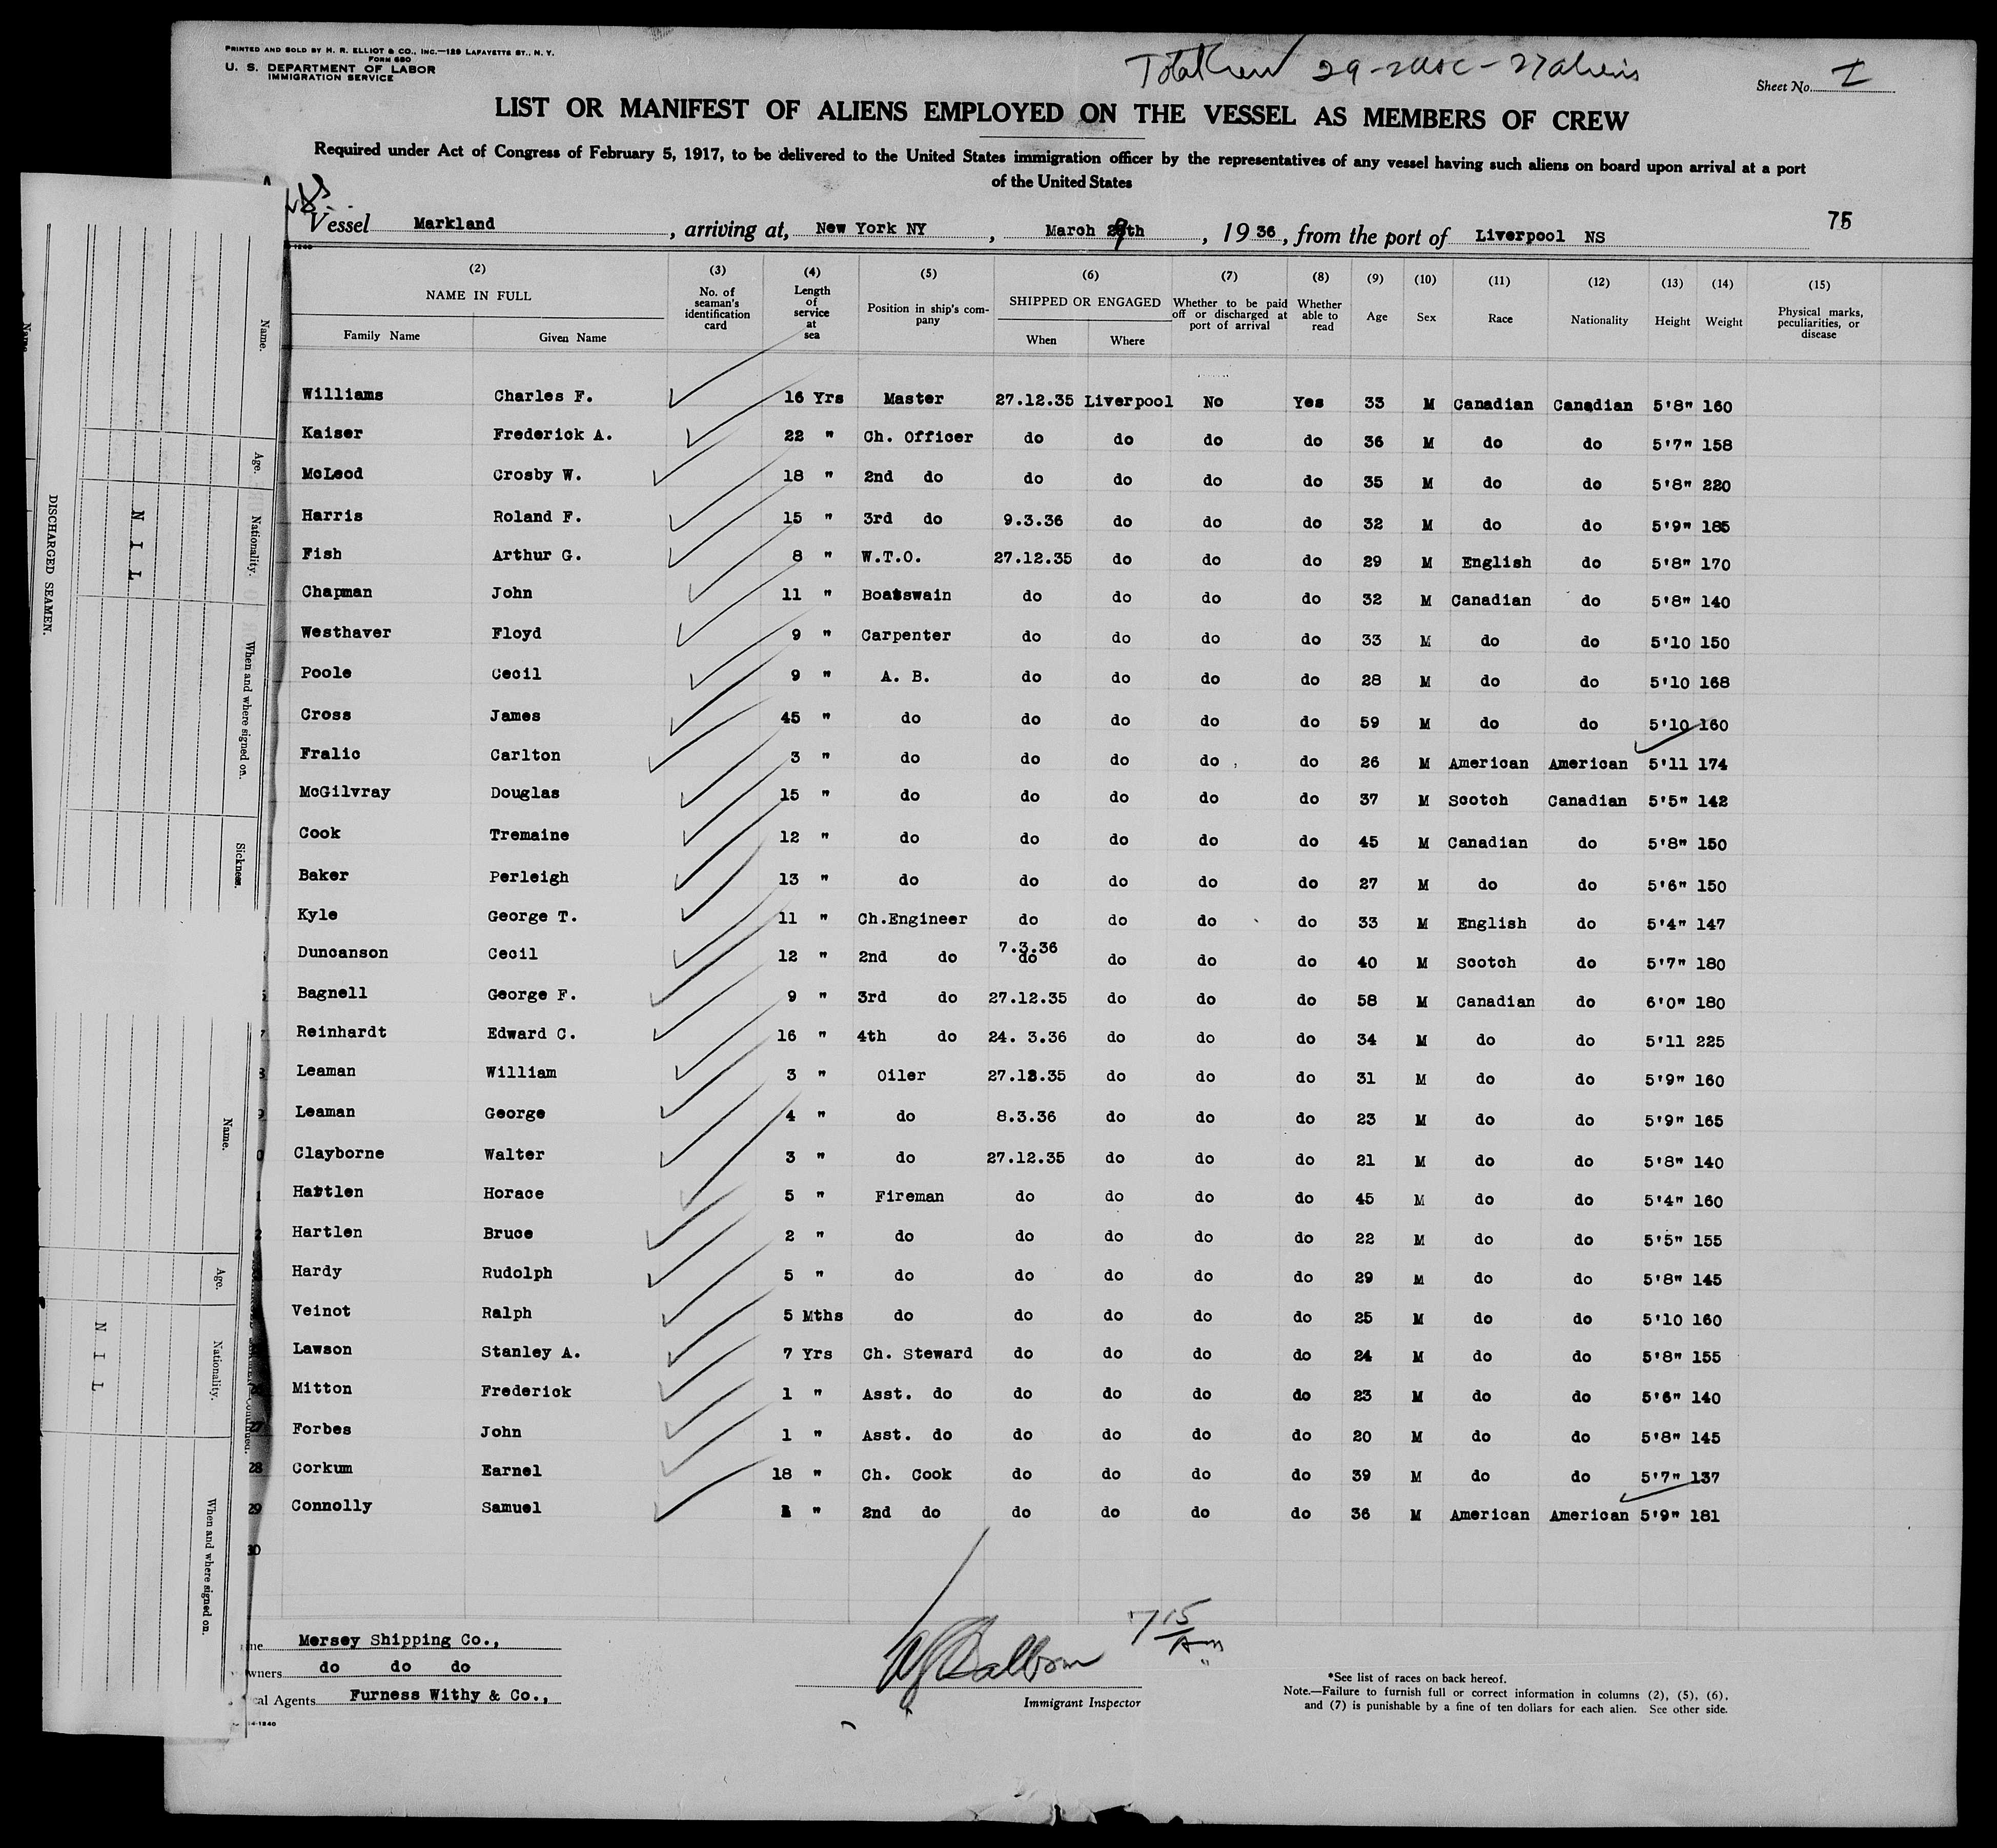 PRINTED AND SOLD BY H. R. ELLIOT & CO., INC.—129 LAFAYETTE ST., N. Y.
FORM 680
U. S. DEPARTMENT OF LABOR
IMMIGRATION SERVICE
Total Crew 29 - 2 USC - 27 aliens
Sheet No. I
LIST OR MANIFEST OF ALIENS EMPLOYED ON THE VESSEL AS MEMBERS OF CREW
Required under Act of Congress of February 5, 1917, to be delivered to the United States immigration officer by the representatives of any vessel having such aliens on board upon arrival at a port
of the United States
75
Vessel Markland, arriving at, New York NY, March th, 1936, from the port of Liverpool NS
(2) (3) (4) (5) (6) (7) (8) (9) (10) (11) (12) (13) (14) (15)
NAME IN FULL No. of seaman's identification card Length of service at sea Position in ship's company SHIPPED OR ENGAGED Whether to be paid off or discharged at port of arrival Whether able to read Age Sex Race Nationality Height Weight Physical marks, peculiarities, or disease
Family Name Given Name When Where
Williams Charles F. 16 Yrs Master 27.12.35 Liverpool No Yes 33 M Canadian Canadian 5'8" 160
Kaiser Frederick A. 22 " Ch. Officer do do do do 36 M do do 5'7" 158
McLeod Crosby W. 18 " 2nd do do do do do 35 M do do 5'8" 220
Harris Roland F. 15 " 3rd do 9.3.36 do do do 32 M do do 5'9" 185
Fish Arthur G. 8 " W.T.O. 27.12.35 do do do 29 M English do 5'8" 170
Chapman John 11 " Boatswain do do do do 32 M Canadian do 5'8" 140
Westhaver Floyd 9 " Carpenter do do do do 33 M do do 5'10 150
Poole Cecil 9 " A. B. do do do do 28 M do do 5'10 168
Cross James 45 " do do do do do 59 M do do 5'10 160
Fralic Carlton 3 " do do do do do 26 M American American 5'11 174
McGilvray Douglas 15 " do do do do do 37 M Scotch Canadian 5'5" 142
Cook Tremaine 12 " do do do do do 45 M Canadian do 5'8" 150
Baker Perleigh 13 " do do do do do 27 M do do 5'6" 150
Kyle George T. 11 " Ch.Engineer do do do do 33 M English do 5'4" 147
Duncanson Cecil 12 " 2nd do 7.3.36 do do do do 40 M Scotch do 5'7" 180
Bagnell George F. 9 " 3rd do 27.12.35 do do do 58 M Canadian do 6'0" 180
Reinhardt Edward C. 16 " 4th do 24. 3.36 do do do 34 M do do 5'11 225
Leaman William 3 " Oiler 27.12.35 do do do 31 M do do 5'9" 160
Leaman George 4 " do 8.3.36 do do do 23 M do do 5'9" 165
Clayborne Walter 3 " do 27.12.35 do do do 21 M do do 5'8" 140
Hartlen Horace 5 " Fireman do do do do 45 M do do 5'4" 160
Hartlen Bruce 2 " do do do do do 22 M do do 5'5" 155
Hardy Rudolph 5 " do do do do do 29 M do do 5'8" 145
Veinot Ralph 5 Mths do do do do do 25 M do do 5'10 160
Lawson Stanley A. 7 Yrs Ch. Steward do do do do 24 M do do 5'8" 155
Mitton Frederick 1 " Asst. do do do do do 23 M do do 5'6" 140
27 Forbes John 1 " Asst. do do do do do 20 M do do 5'8" 145
28 Corkum Earnel 18 " Ch. Cook do do do do 39 M do do 5'7" 137
29 Connolly Samuel " 2nd do do do do do 36 M American American 5'9" 181
30
Mersey Shipping Co.,
do do do
Agents Furness Withy & Co.,
7 15 Am
Immigrant Inspector
*See list of races on back hereof.
Note.—Failure to furnish full or correct information in columns (2), (5), (6),
and (7) is punishable by a fine of ten dollars for each alien. See other side.
DISCHARGED SEAMEN.
Name. Age. Nationality. When and where signed on. Sickness.
NIL
Name. Age. Nationality. When and where signed on.
NIL